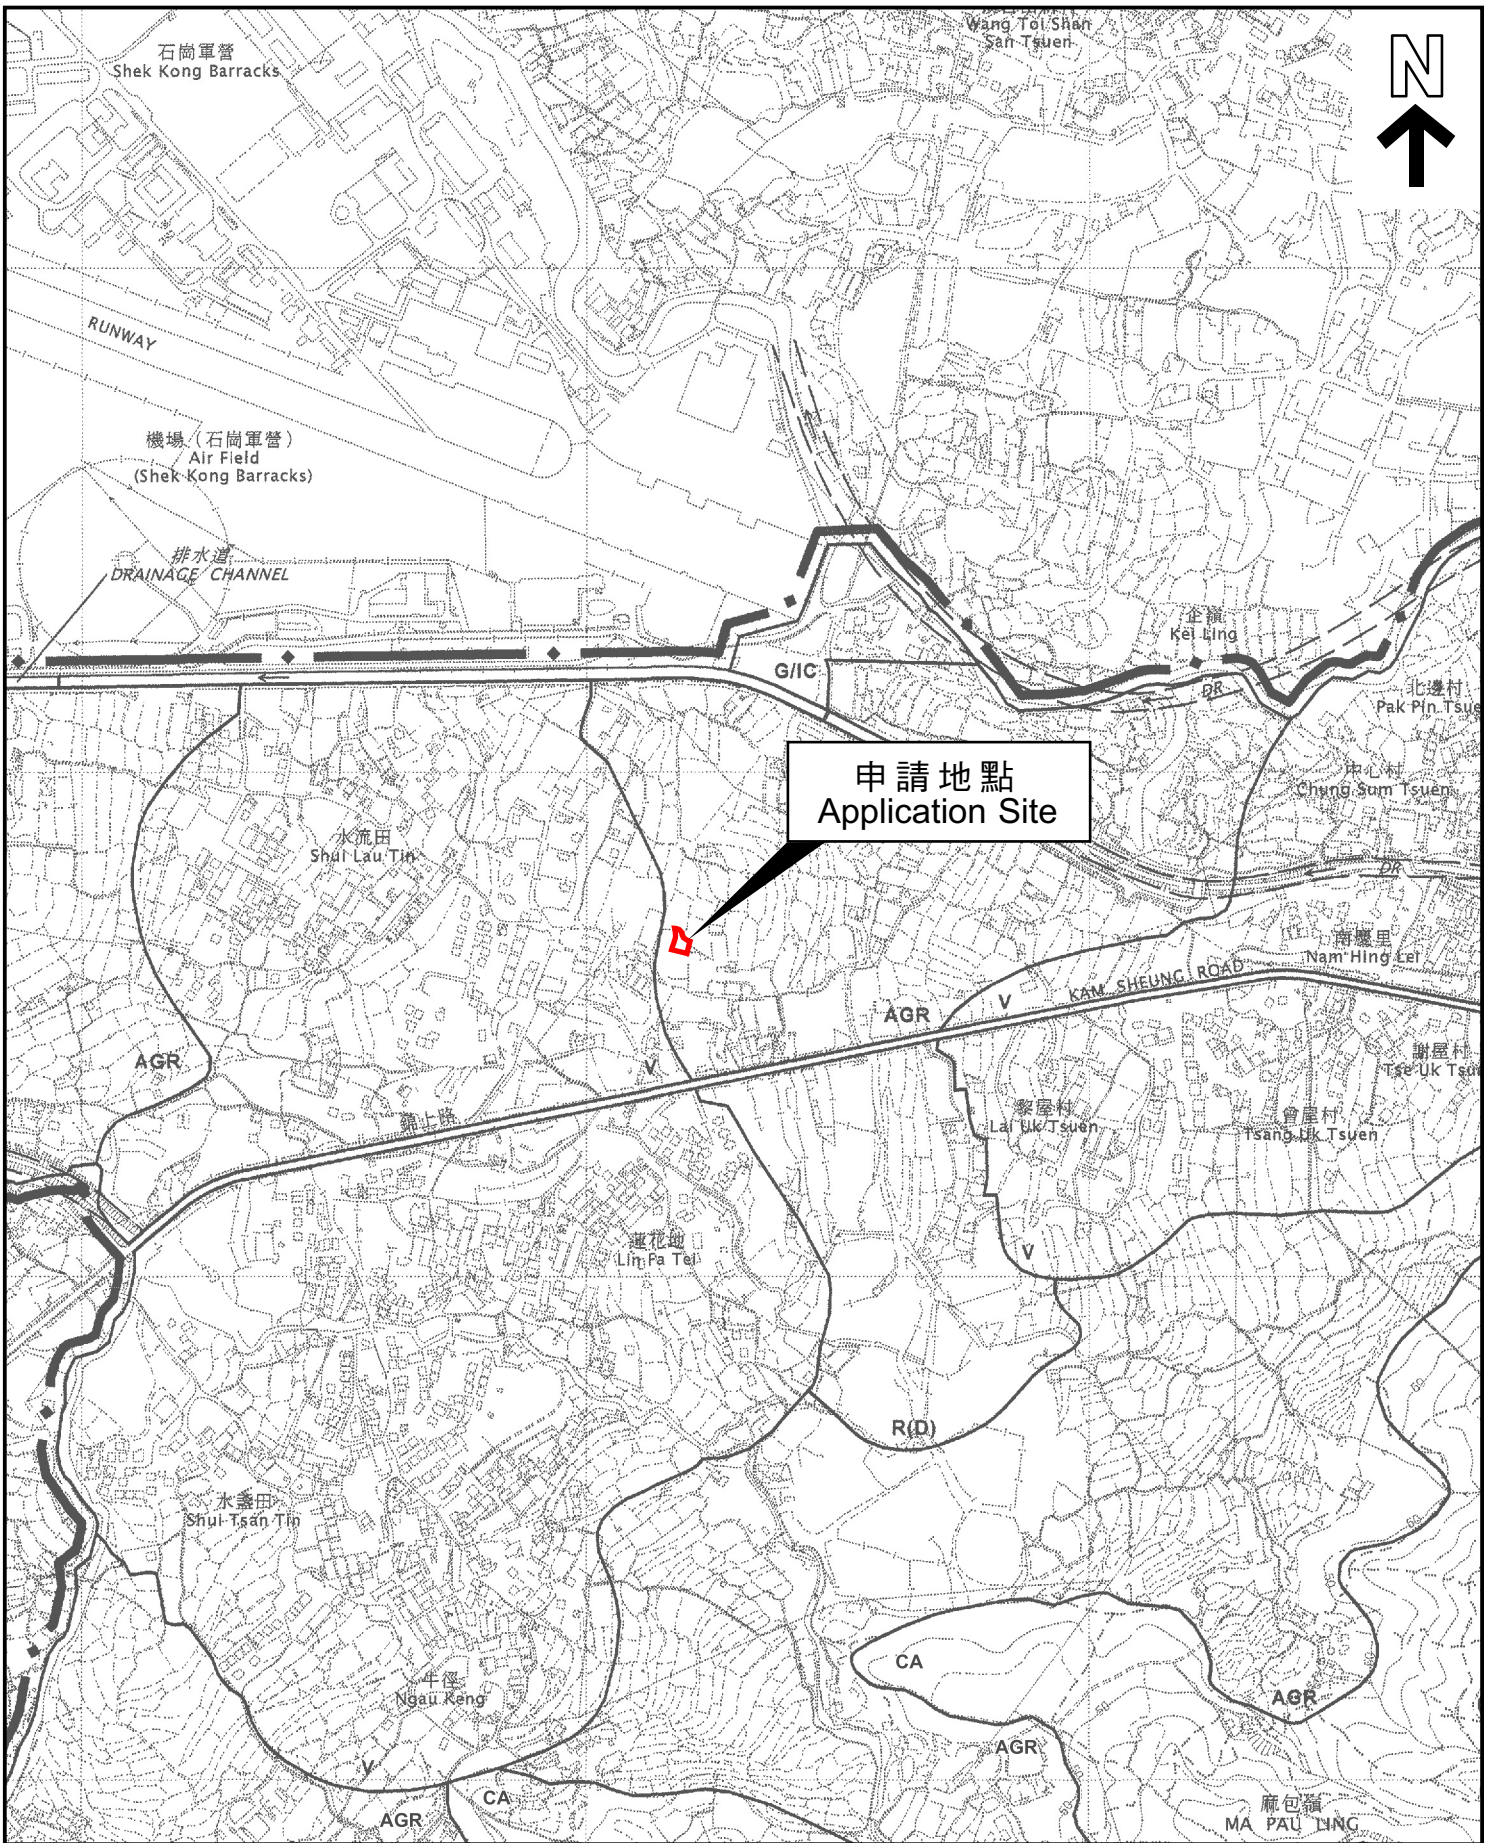 Wang Toi Shan
San Tsuen
石崗軍營
Shek Kong Barracks
N
RUNWAY
機場 (石崗軍營)
Air Field
(Shek Kong Barracks)
排水道
DRAINAGE CHANNEL
企嶺
Kei Ling
G/IC
DR
北邊村
Pak Pin Tsue
申請地點
Application Site
中心村
Chung Sum Tsuen
水流田
Shui Lau Tin
DR
南慶里
Nam Hing Lei
KAM SHEUNG ROAD
V
AGR
AGR
V
謝屋村
Tse Uk Tsu
錦上路
黎屋村
Lai Uk Tsuen
曾屋村
Tsang Uk Tsuen
蓮花地
Lin Fa Tei
V
R(D)
水盞田
Shui Tsan Tin
CA
牛徑
Ngau Keng
AGR
AGR
V
CA
AGR
麻包嶺
MA PAU LING